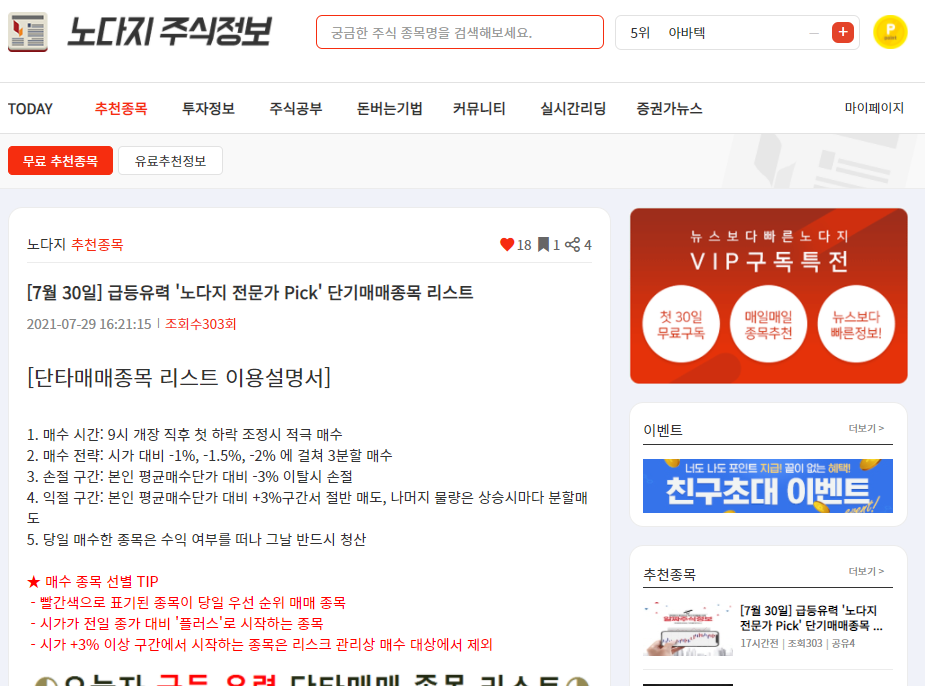 노다지 주식정보
궁금한 주식 종목명을 검색해보세요.
5위 아바텍 – +
P
TODAY 추천종목 투자정보 주식공부 돈버는기법 커뮤니티 실시간리딩 증권가뉴스 마이페이지
무료 추천종목 유료추천정보
노다지 추천종목 18 1 4
[7월 30일] 급등유력 '노다지 전문가 Pick' 단기매매종목 리스트
2021-07-29 16:21:15 | 조회수303회
[단타매매종목 리스트 이용설명서]
1. 매수 시간: 9시 개장 직후 첫 하락 조정시 적극 매수
2. 매수 전략: 시가 대비 -1%, -1.5%, -2% 에 걸쳐 3분할 매수
3. 손절 구간: 본인 평균매수단가 대비 -3% 이탈시 손절
4. 익절 구간: 본인 평균매수단가 대비 +3%구간서 절반 매도, 나머지 물량은 상승시마다 분할매
도
5. 당일 매수한 종목은 수익 여부를 떠나 그날 반드시 청산
★ 매수 종목 선별 TIP
- 빨간색으로 표기된 종목이 당일 우선 순위 매매 종목
- 시가가 전일 종가 대비 '플러스'로 시작하는 종목
- 시가 +3% 이상 구간에서 시작하는 종목은 리스크 관리상 매수 대상에서 제외
오늘자 급등 유력 단타매매 종목 리스트
뉴스보다빠른노다지
VIP구독특전
첫 30일
무료구독
매일매일
종목추천
뉴스보다
빠른정보!
이벤트 더보기 >
너도 나도 포인트 지급! 끝이 없는 혜택!
친구초대 이벤트
추천종목 더보기 >
[7월 30일] 급등유력 '노다지
전문가 Pick' 단기매매종목 ...
17시간전 | 조회303 | 공유4